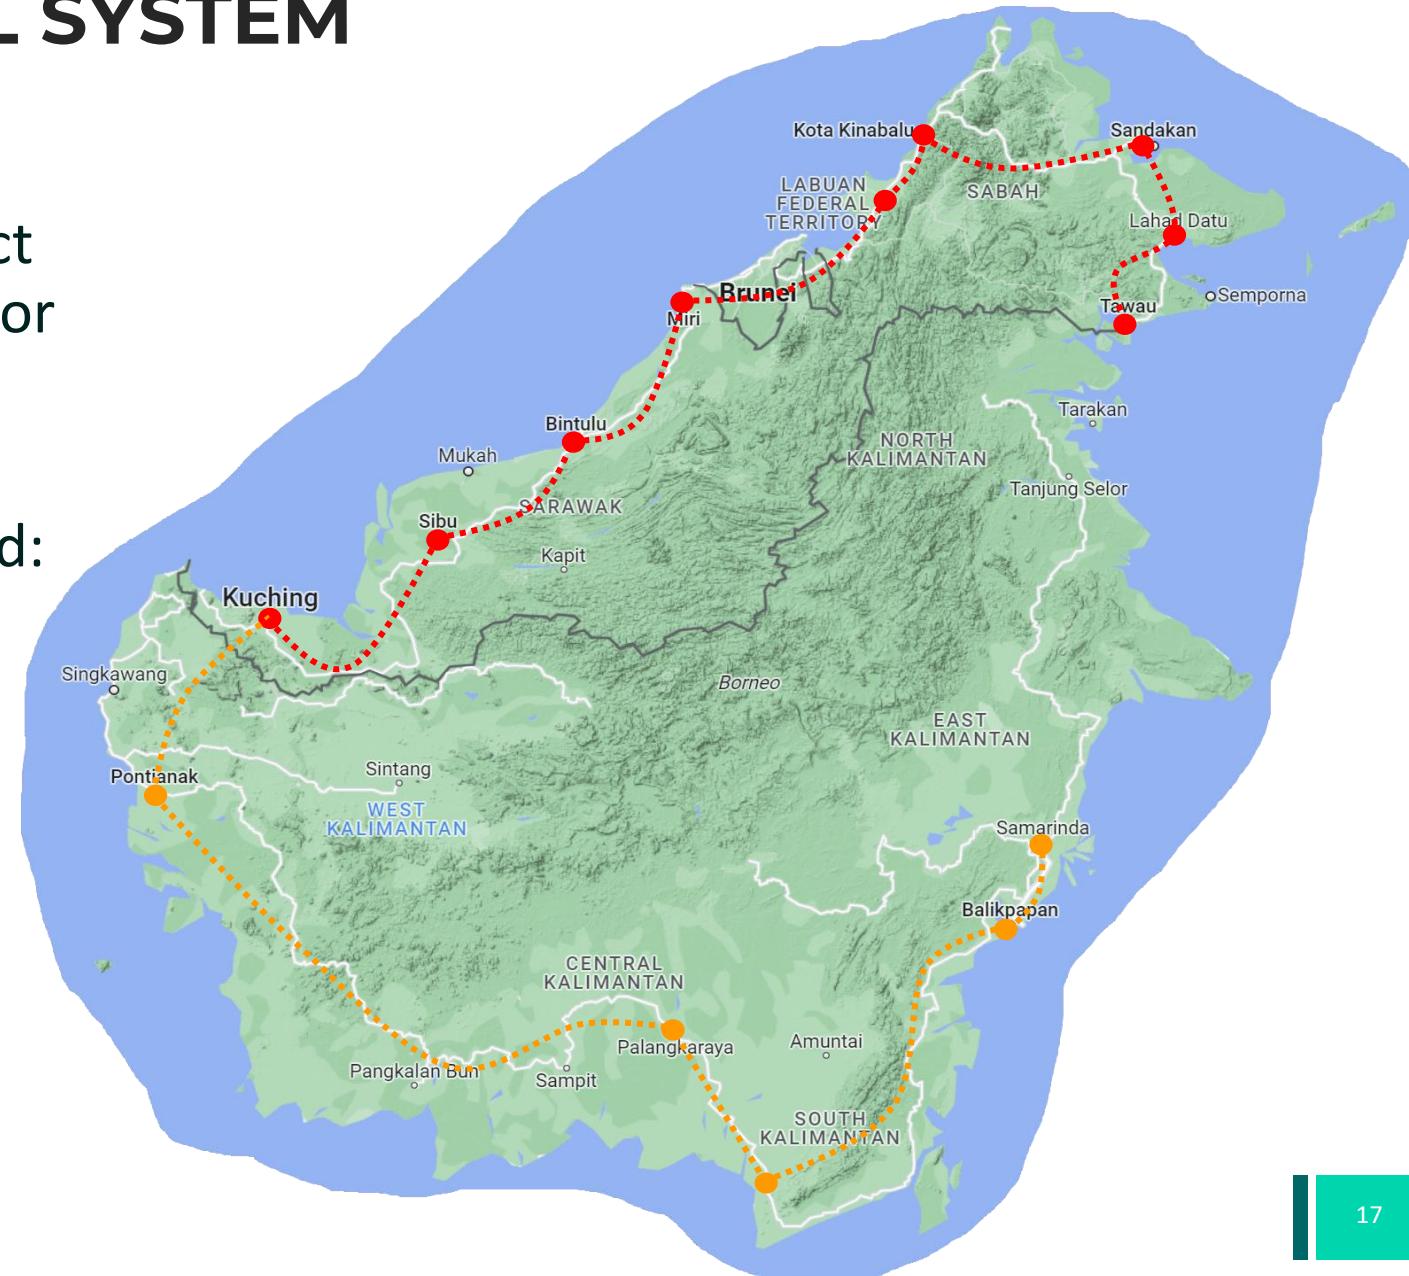 L SYSTEM
ct
or
d:
Kota Kinabalu
Sandakan
LABUAN
FEDERAL
TERRITORY
SABAH
Lahad Datu
Brunei
Miri
Semporna
Tawau
Tarakan
Bintulu
NORTH
KALIMANTAN
Mukah
Tanjung Selor
SARAWAK
Sibu
Kapit
Kuching
Singkawang
Borneo
EAST
KALIMANTAN
Pontianak
Sintang
WEST
KALIMANTAN
Samarinda
Balikpapan
CENTRAL
KALIMANTAN
Palangkaraya
Amuntai
Pangkalan Bun
Sampit
SOUTH
KALIMANTAN
17